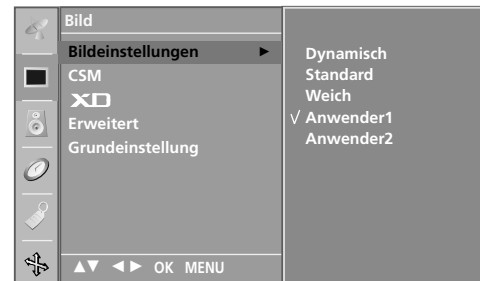 Bild
Bildeinstellungen ►
CSM
XD
Erweitert
Grundeinstellung
▲▼ ◄► OK MENU
Dynamisch
Standard
Weich
√ Anwender1
Anwender2